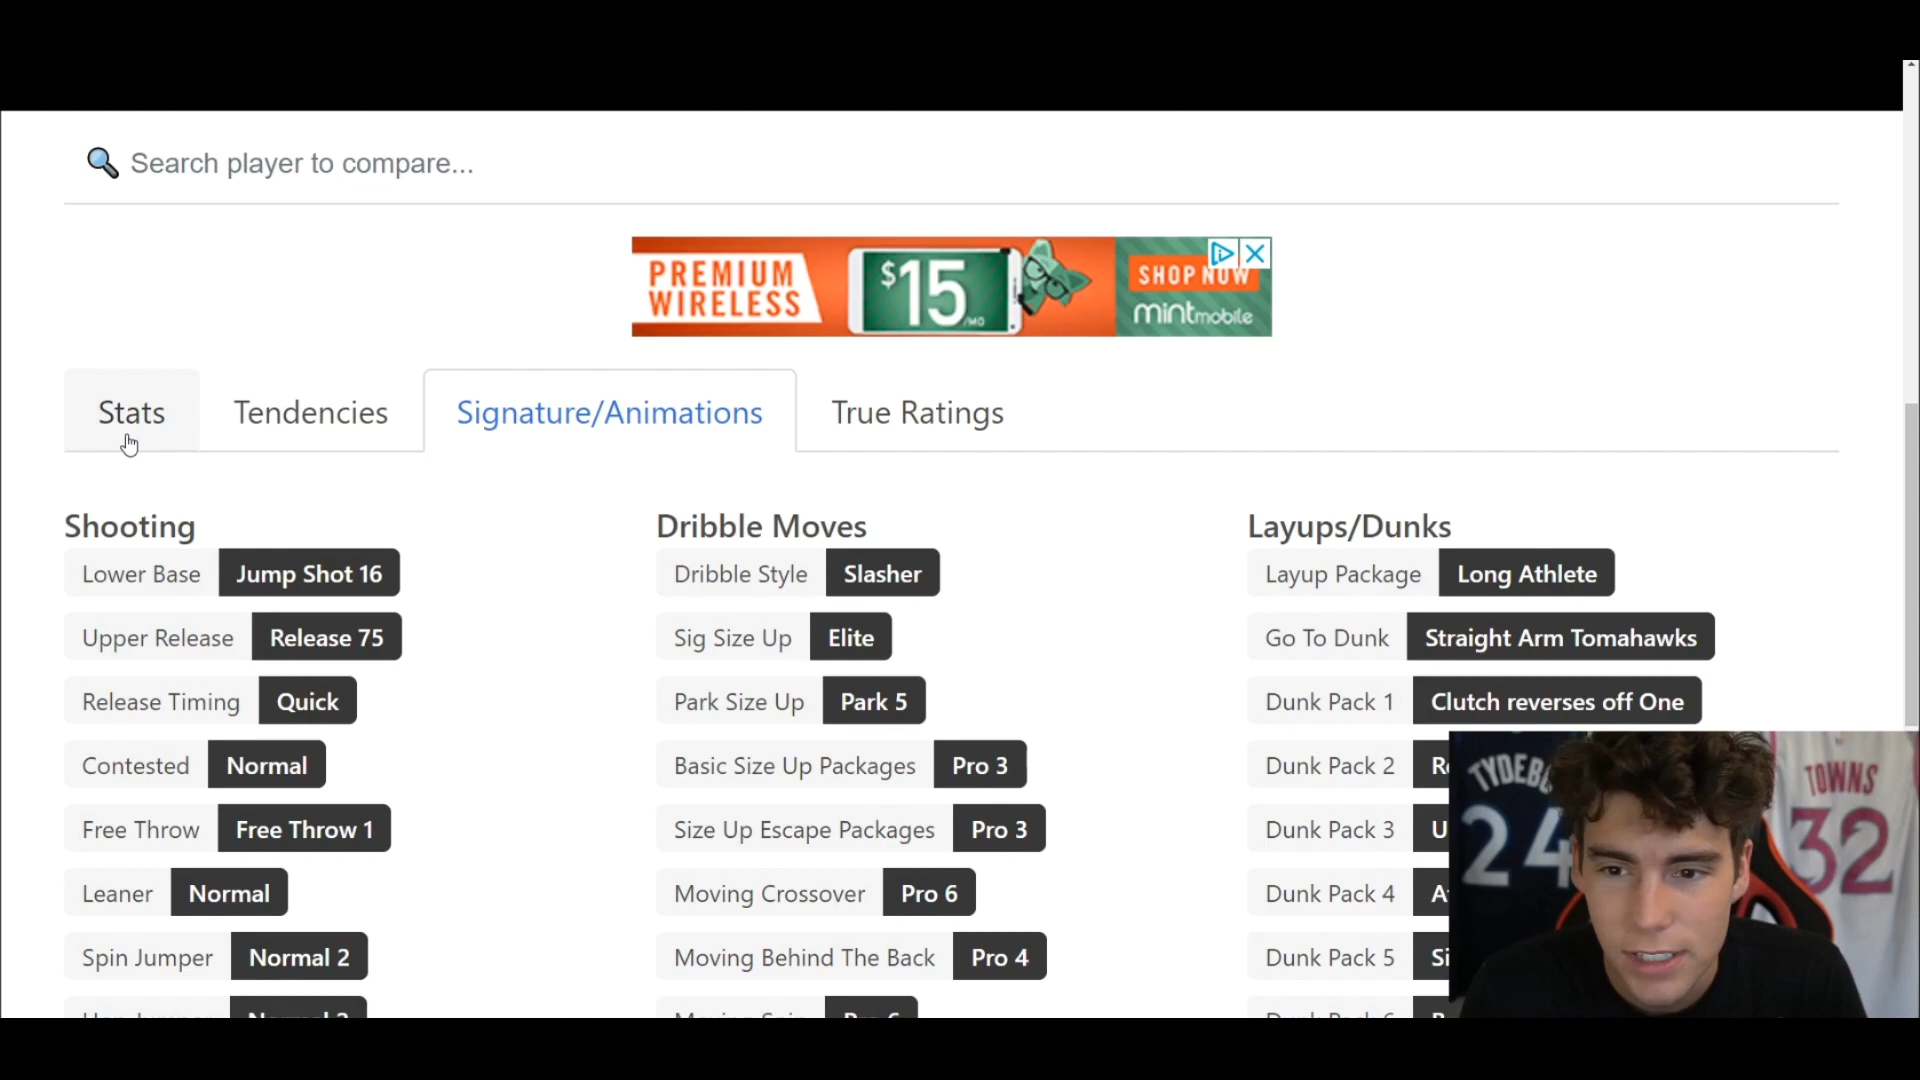 Search player to compare...
PREMIUM
WIRELESS
$15
/MO
SHOP NOW
mintmobile
Stats
Tendencies
Signature/Animations
True Ratings
Shooting
Lower Base Jump Shot 16
Upper Release Release 75
Release Timing Quick
Contested Normal
Free Throw Free Throw 1
Leaner Normal
Spin Jumper Normal 2
Dribble Moves
Dribble Style Slasher
Sig Size Up Elite
Park Size Up Park 5
Basic Size Up Packages Pro 3
Size Up Escape Packages Pro 3
Moving Crossover Pro 6
Moving Behind The Back Pro 4
Layups/Dunks
Layup Package Long Athlete
Go To Dunk Straight Arm Tomahawks
Dunk Pack 1 Clutch reverses off One
Dunk Pack 2
Dunk Pack 3
Dunk Pack 4
Dunk Pack 5
24
TOWNS
32